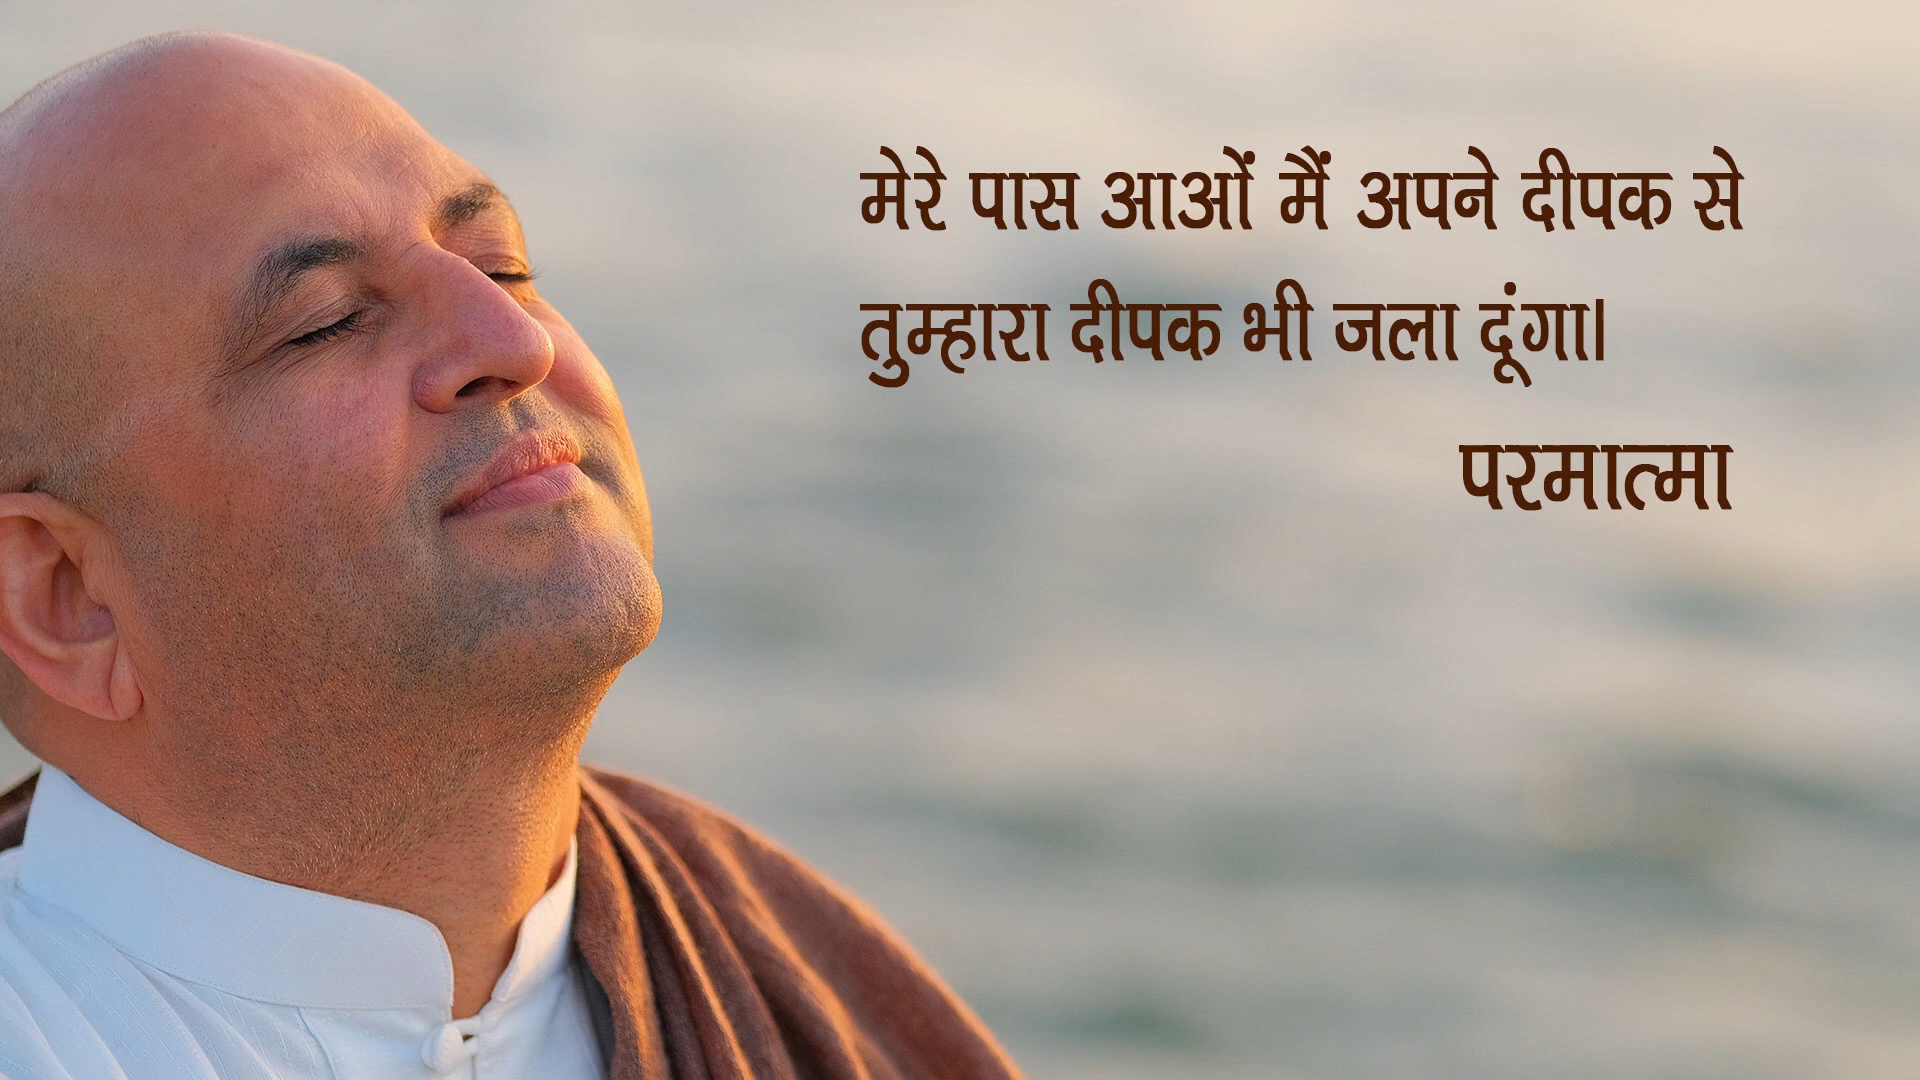 मेरे पास आओं मैं अपने दीपक से
तुम्हारा दीपक भी जला दूंगा।
परमात्मा